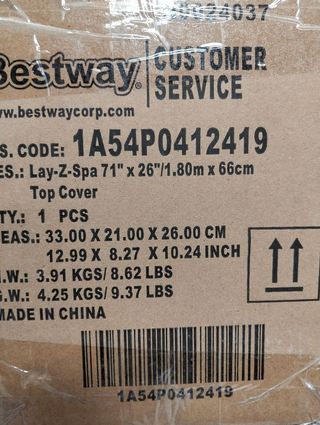 24037
Bestway® CUSTOMER
SERVICE
www.bestwaycorp.com
S. CODE: 1A54P0412419
ES.: Lay-Z-Spa 71" x 26"/1.80m x 66cm
Top Cover
TY.: 1 PCS
EAS.: 33.00 X 21.00 X 26.00 CM
12.99 X 8.27 X 10.24 INCH
.W.: 3.91 KGS/ 8.62 LBS
G.W.: 4.25 KGS/ 9.37 LBS
MADE IN CHINA
1A54P0412419